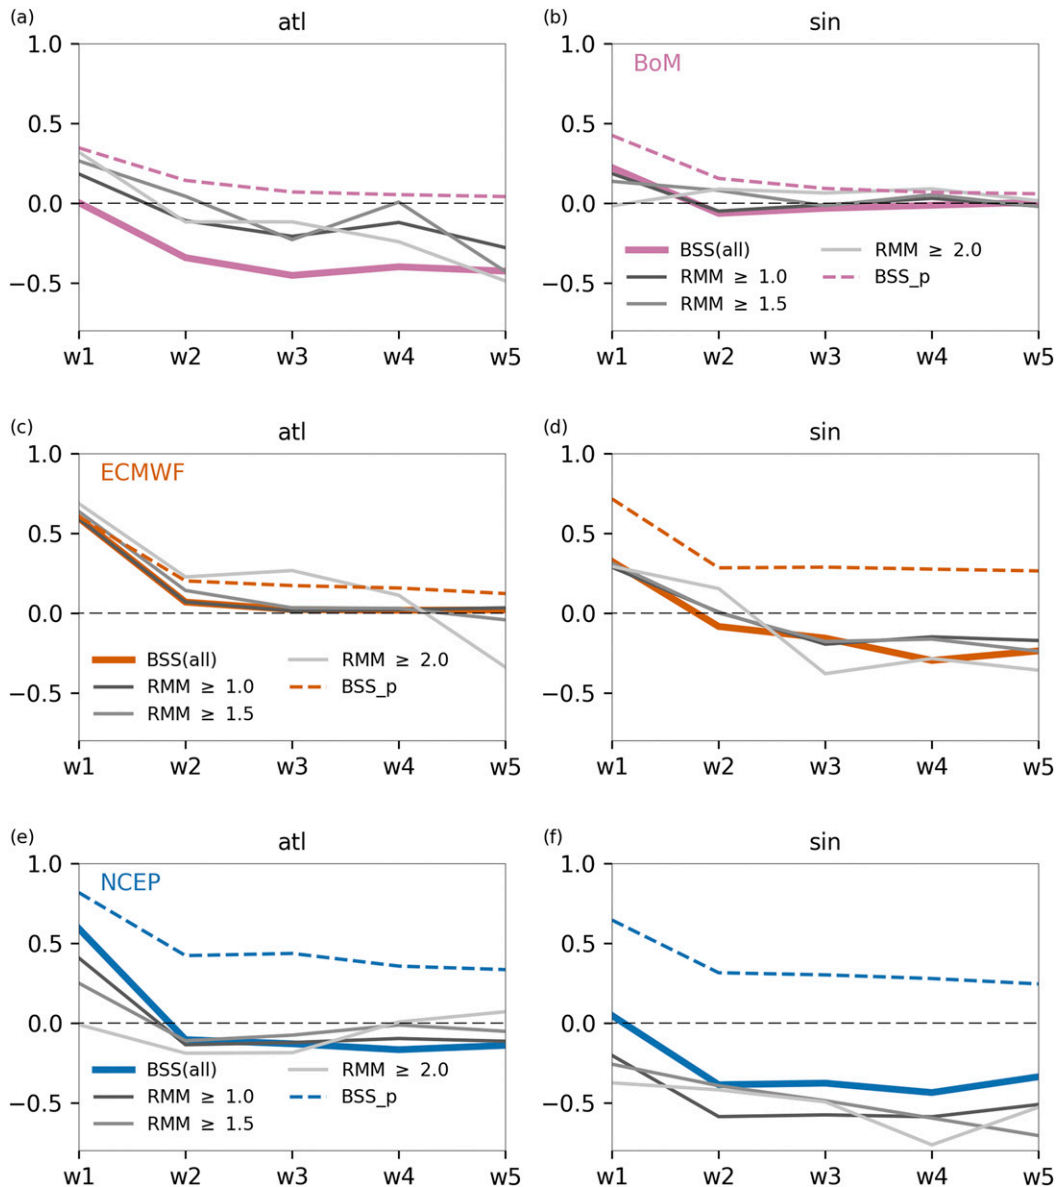 (a)
atl
1.0
0.5
0.0
−0.5
w1 w2 w3 w4 w5
(b)
sin
BoM
1.0
0.5
0.0
−0.5
BSS(all)
RMM ≥ 1.0
RMM ≥ 1.5
RMM ≥ 2.0
BSS_p
w1 w2 w3 w4 w5
(c)
atl
ECMWF
1.0
0.5
0.0
−0.5
BSS(all)
RMM ≥ 1.0
RMM ≥ 1.5
RMM ≥ 2.0
BSS_p
w1 w2 w3 w4 w5
(d)
sin
1.0
0.5
0.0
−0.5
w1 w2 w3 w4 w5
(e)
atl
NCEP
1.0
0.5
0.0
−0.5
BSS(all)
RMM ≥ 1.0
RMM ≥ 1.5
RMM ≥ 2.0
BSS_p
w1 w2 w3 w4 w5
(f)
sin
1.0
0.5
0.0
−0.5
w1 w2 w3 w4 w5